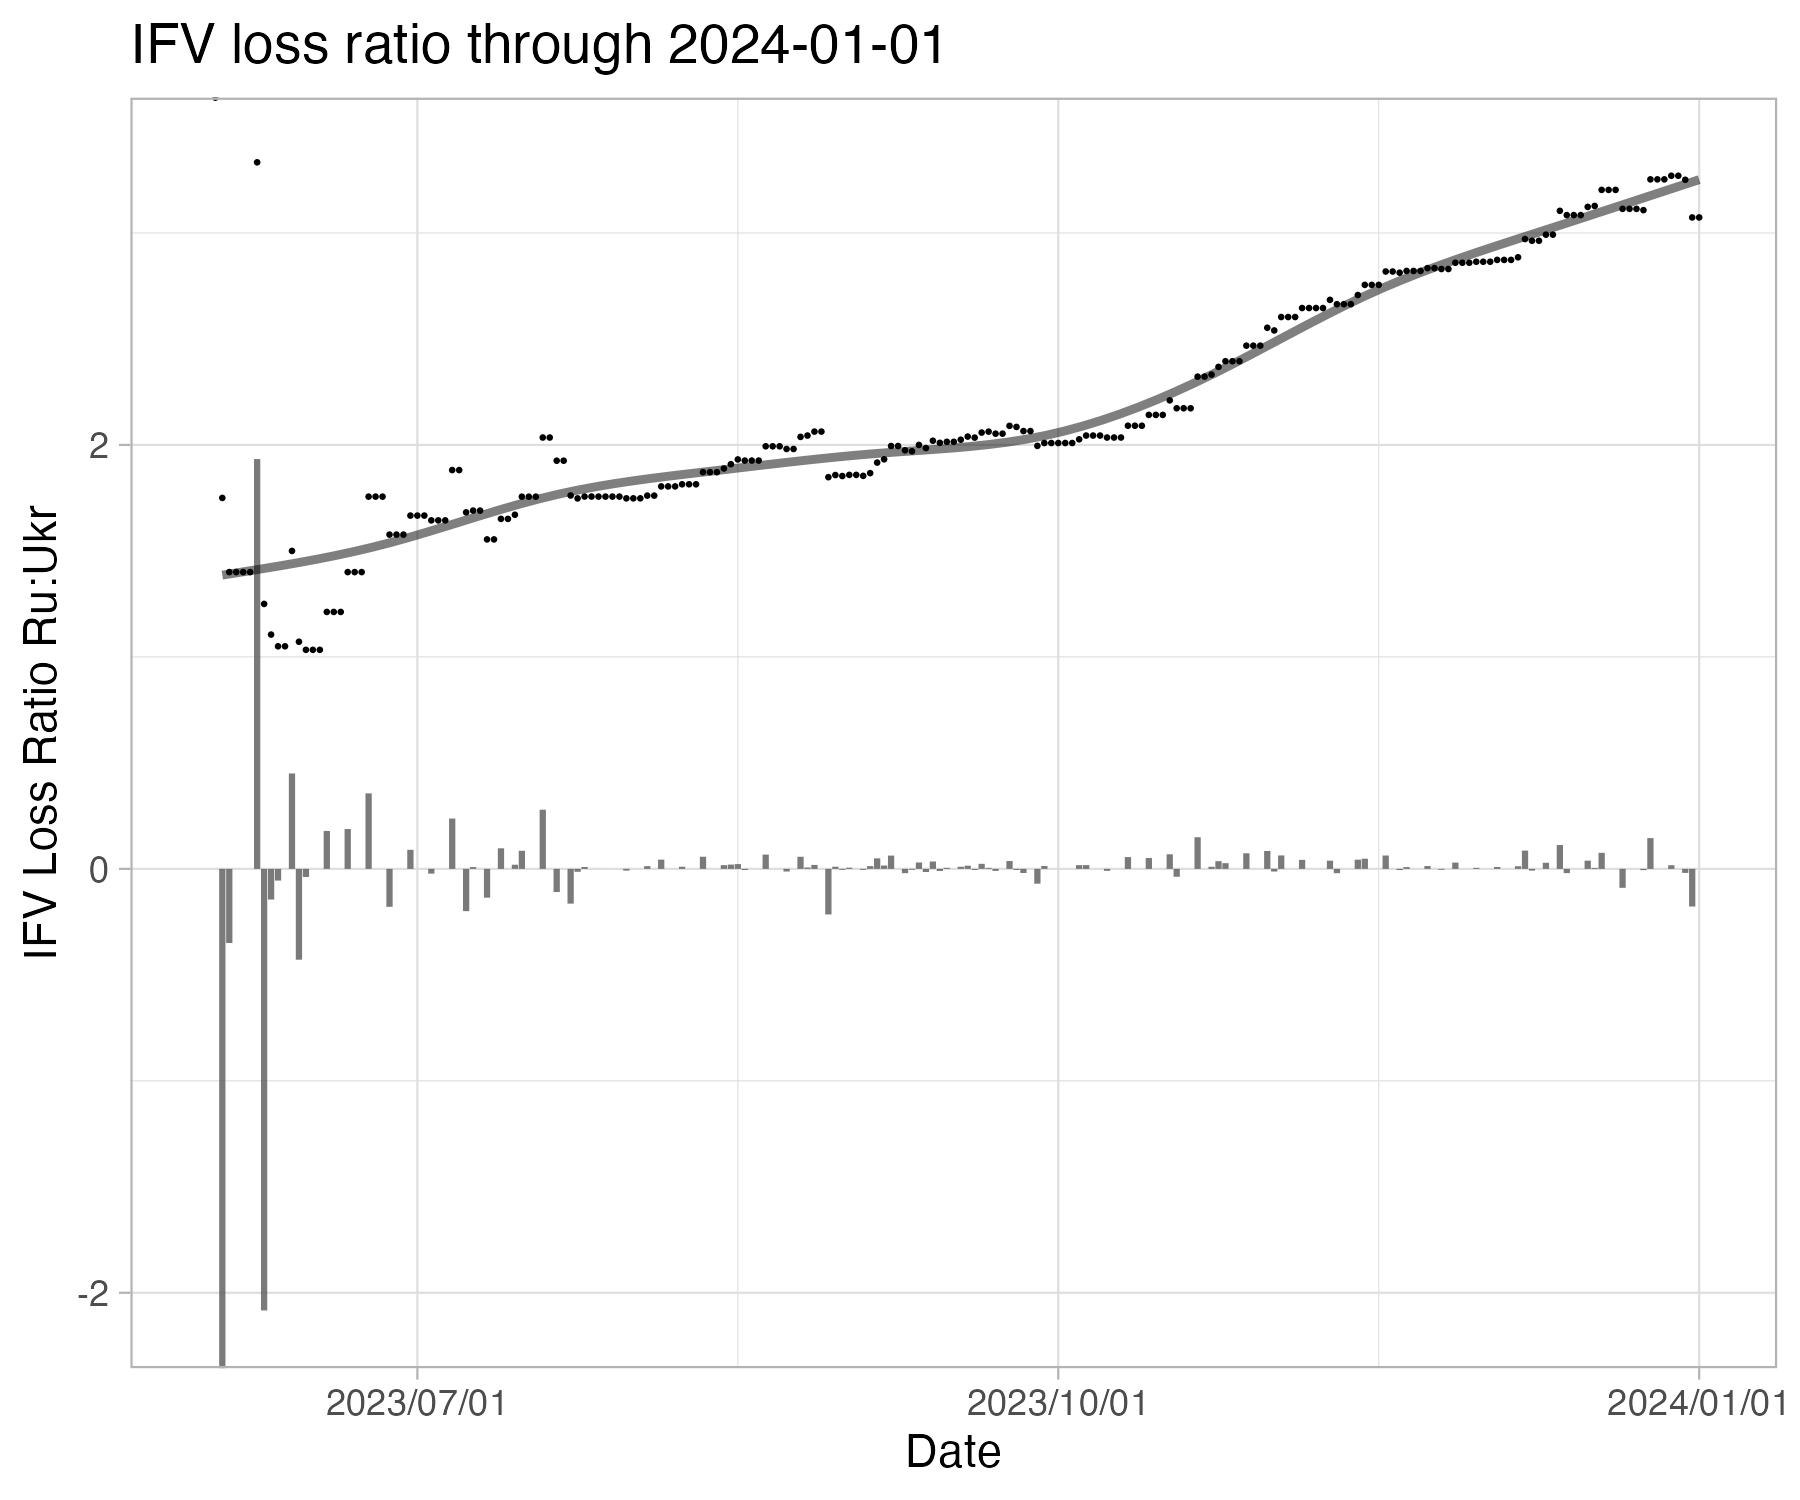 IFV loss ratio through 2024-01-01
IFV Loss Ratio Ru:Ukr
2
0
-2
2023/07/01
2023/10/01
2024/01/01
Date